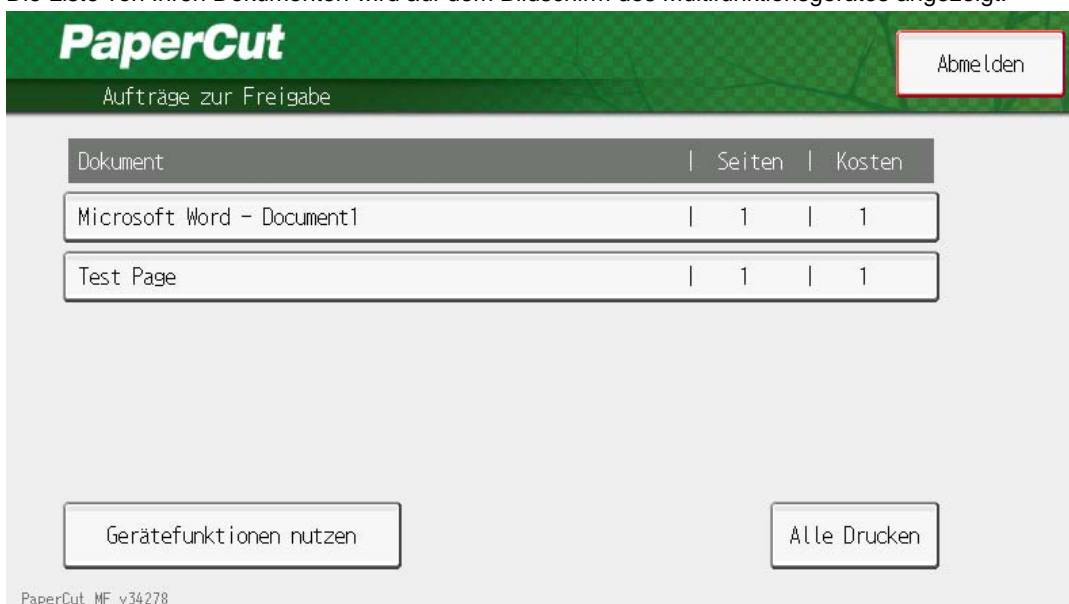 Die Liste von Ihren Dokumenten wird auf dem Bildschirm des Multifunktionsgerätes angezeigt.
PaperCut
Abmelden
Aufträge zur Freigabe
Dokument | Seiten | Kosten
Microsoft Word - Document1 | 1 | 1
Test Page | 1 | 1
Gerätefunktionen nutzen
Alle Drucken
PaperCut MF v34278